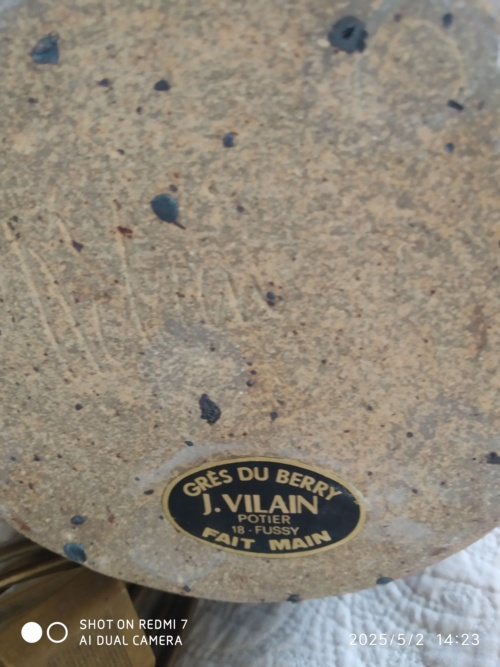 GRÈS DU BERRY
J. VILAIN
POTIER
18 - FUSSY
FAIT MAIN
SHOT ON REDMI 7
AI DUAL CAMERA
2025/5/2 14:23